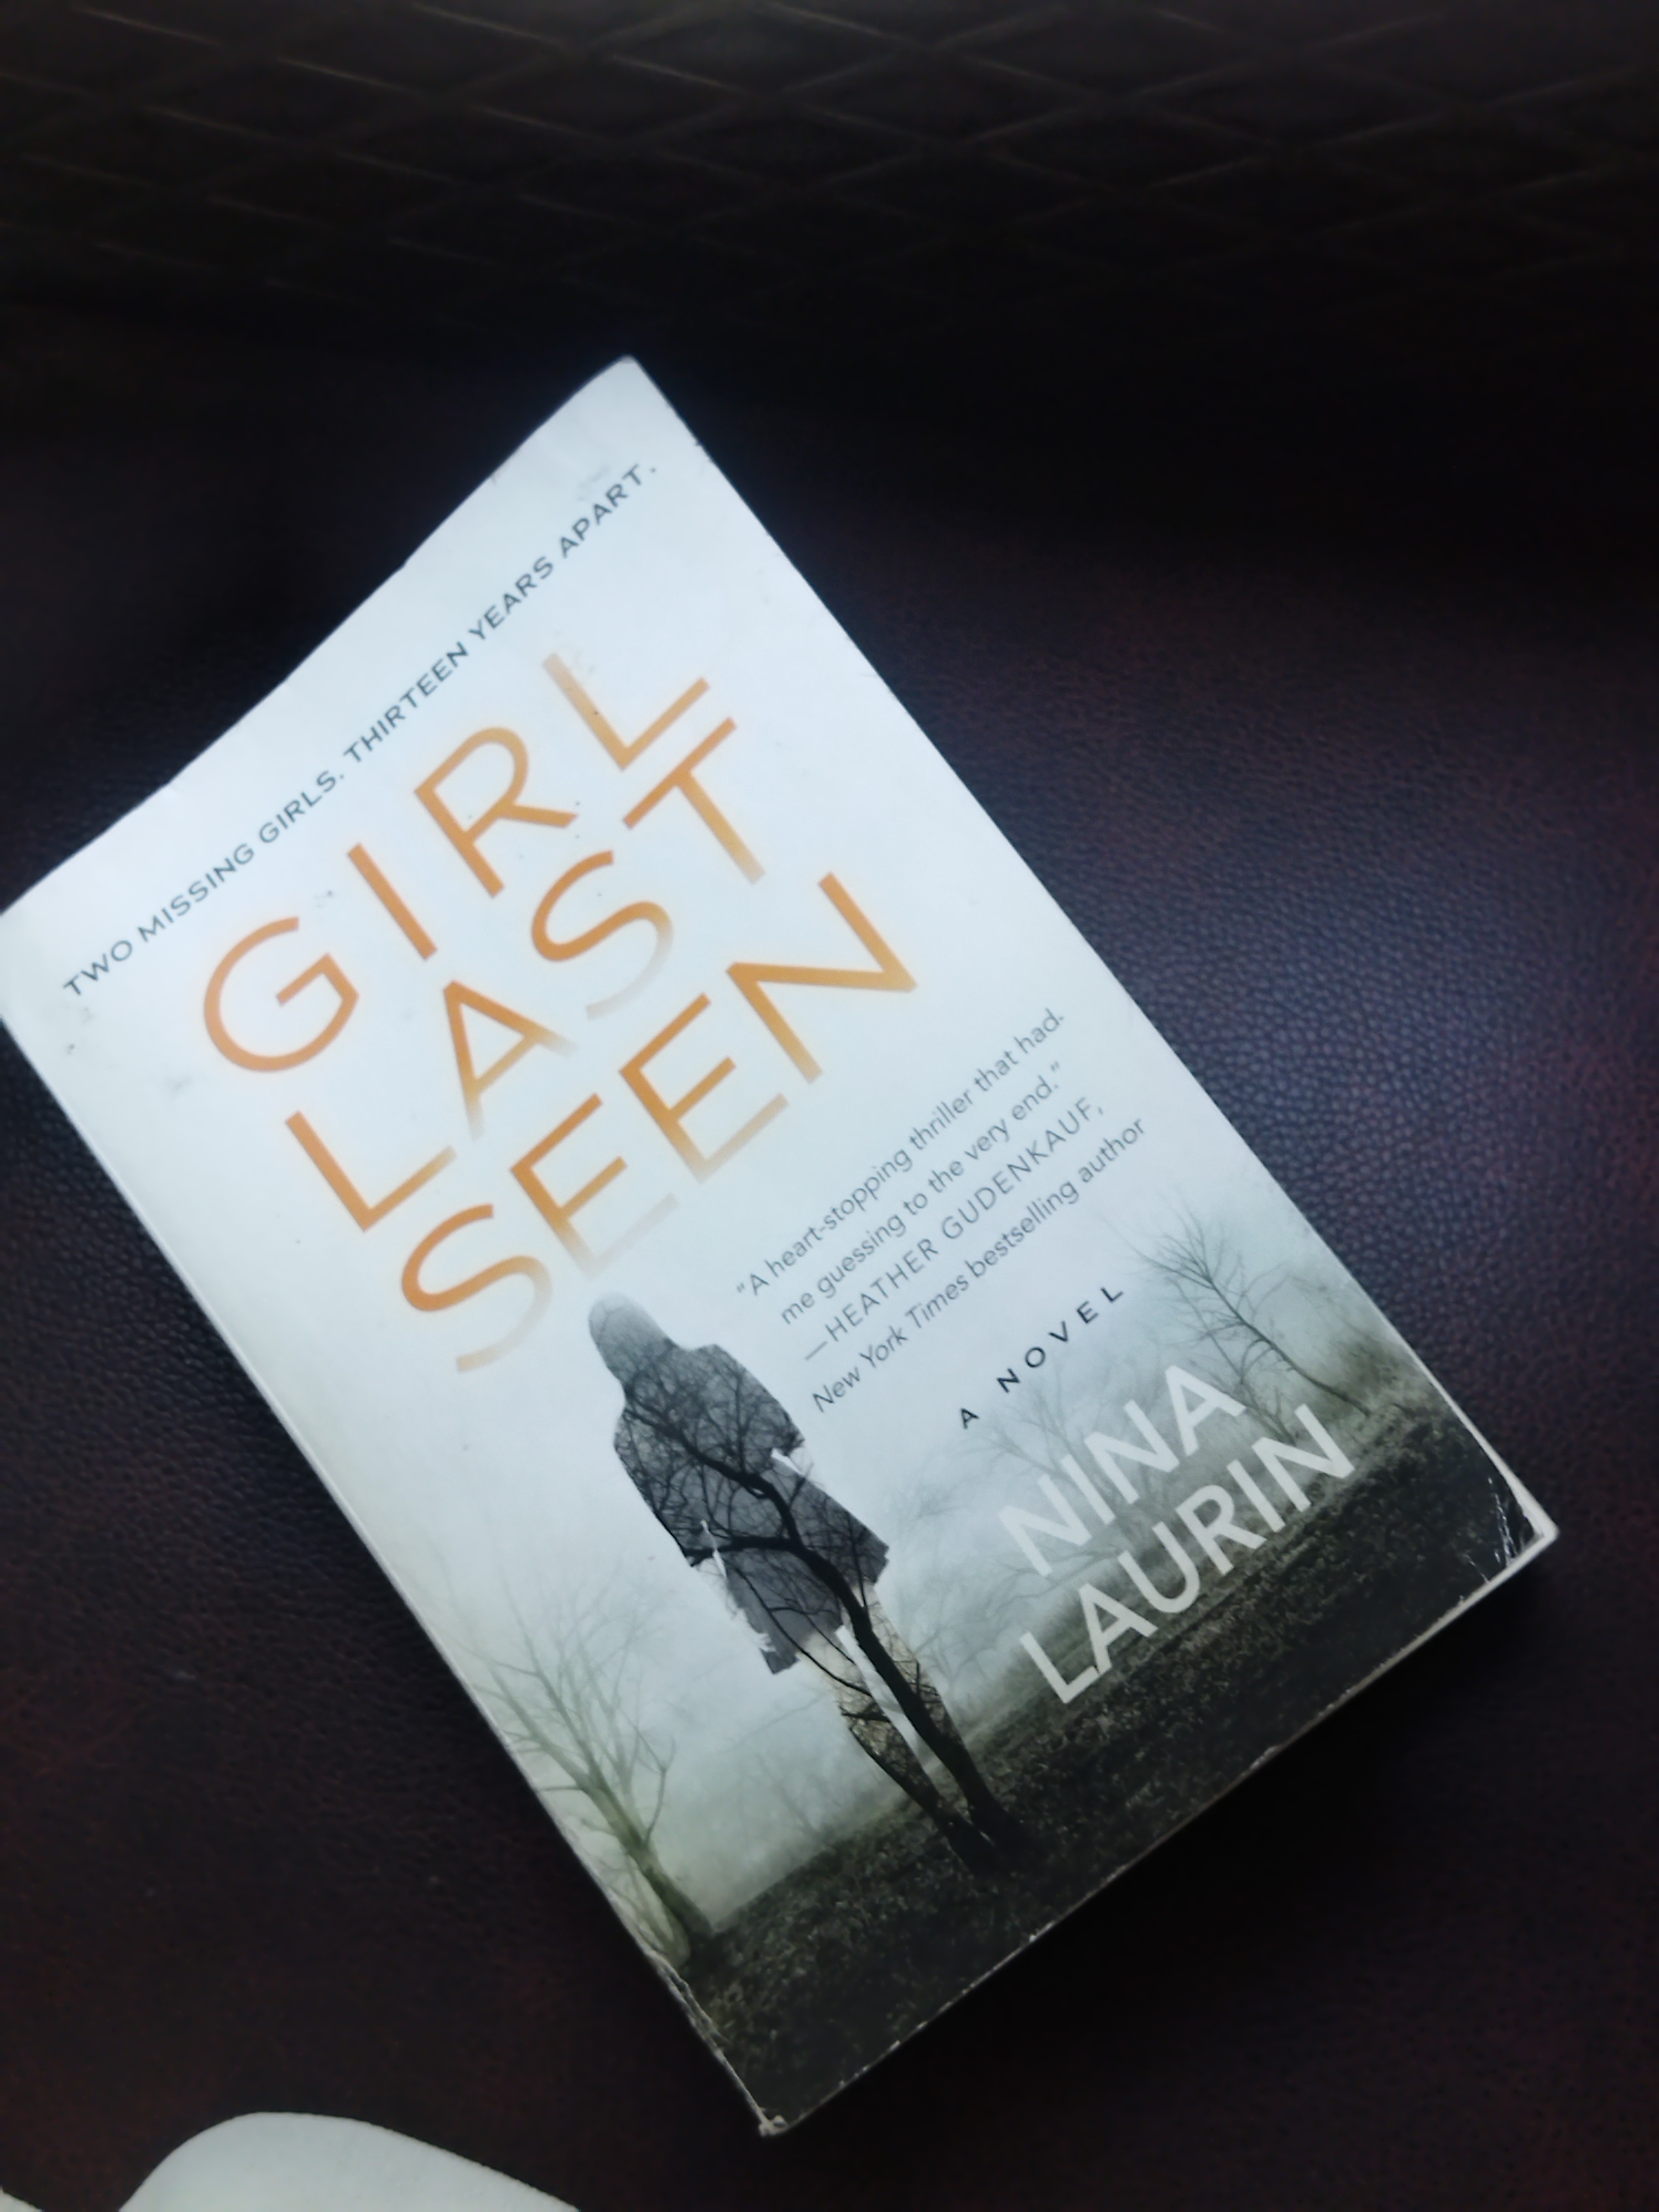 TWO MISSING GIRLS. THIRTEEN YEARS APART.
GIRL
LAST
SEEN
"A heart-stopping thriller that had
me guessing to the very end."
—HEATHER GUDENKAUF,
New York Times bestselling author
A NOVEL
NINA
LAURIN